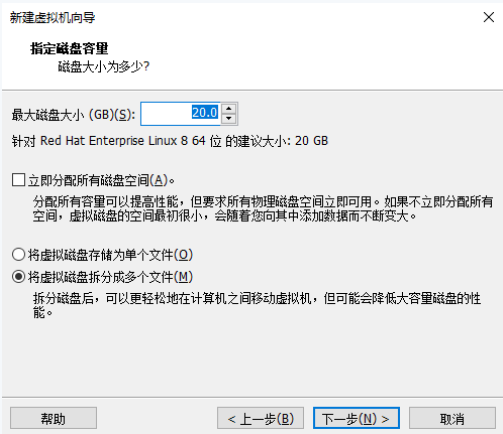 新建虚拟机向导
指定磁盘容量
磁盘大小为多少?
最大磁盘大小 (GB)(S): 20.0
针对 Red Hat Enterprise Linux 8 64 位 的建议大小: 20 GB
立即分配所有磁盘空间(A)。
分配所有容量可以提高性能，但要求所有物理磁盘空间立即可用。如果不立即分配所有
空间，虚拟磁盘的空间最初很小，会随着您向其中添加数据而不断变大。
将虚拟磁盘存储为单个文件(O)
将虚拟磁盘拆分成多个文件(M)
拆分磁盘后，可以更轻松地在计算机之间移动虚拟机，但可能会降低大容量磁盘的性
能。
帮助 < 上一步(B) 下一步(N) > 取消